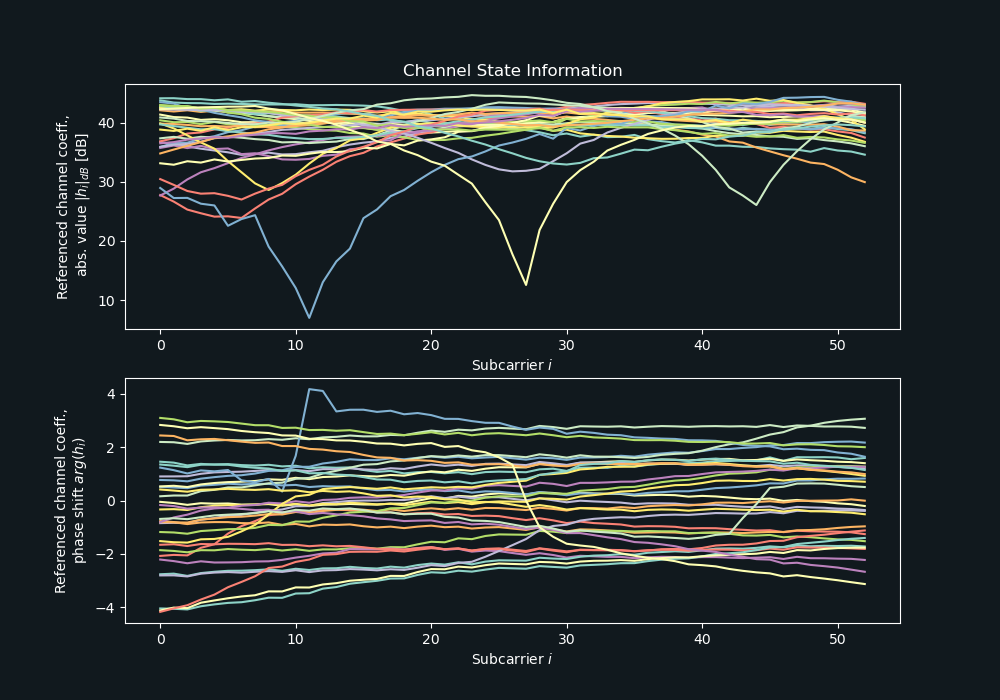 Channel State Information
Referenced channel coeff.,
abs. value |h_i|_dB [dB]
40
30
20
10
0 10 20 30 40 50
Subcarrier i
Referenced channel coeff.,
phase shift arg(h_i)
4
2
0
−2
−4
0 10 20 30 40 50
Subcarrier i